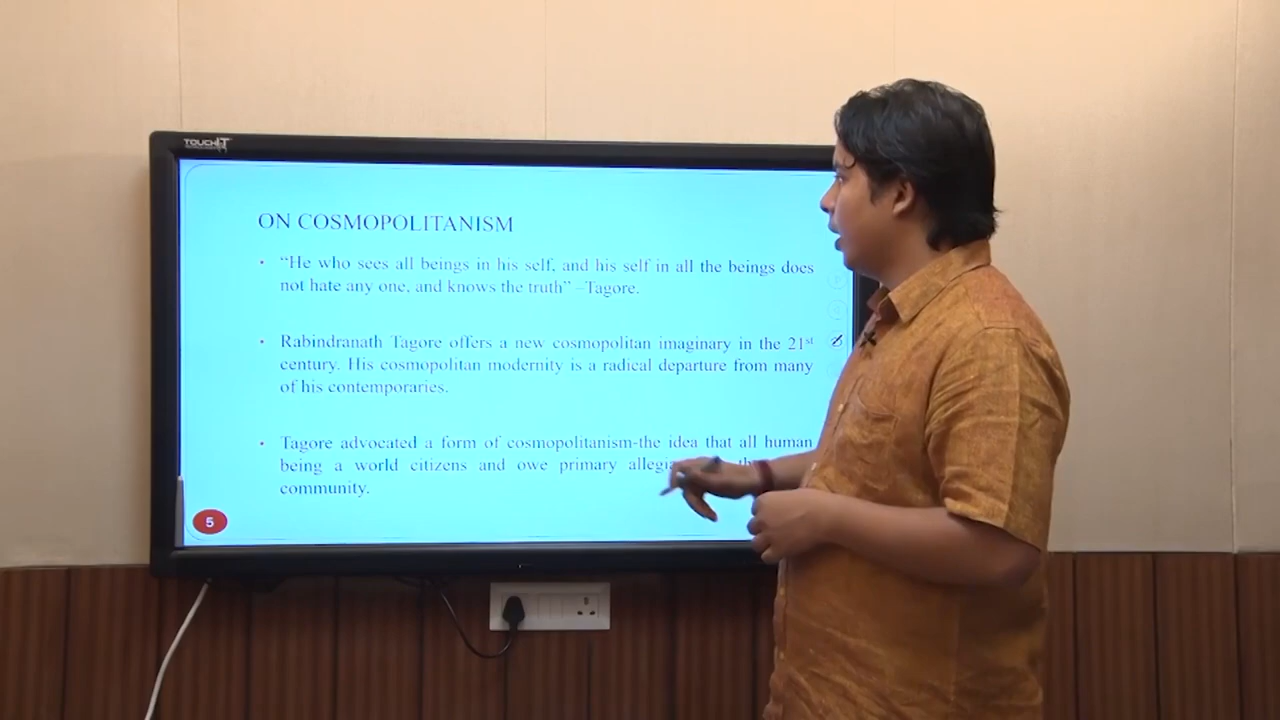 TOUCHIT
ON COSMOPOLITANISM
• “He who sees all beings in his self, and his self in all the beings does
not hate any one, and knows the truth” –Tagore.
• Rabindranath Tagore offers a new cosmopolitan imaginary in the 21st
century. His cosmopolitan modernity is a radical departure from many
of his contemporaries.
• Tagore advocated a form of cosmopolitanism-the idea that all human
being a world citizens and owe primary
community.
5